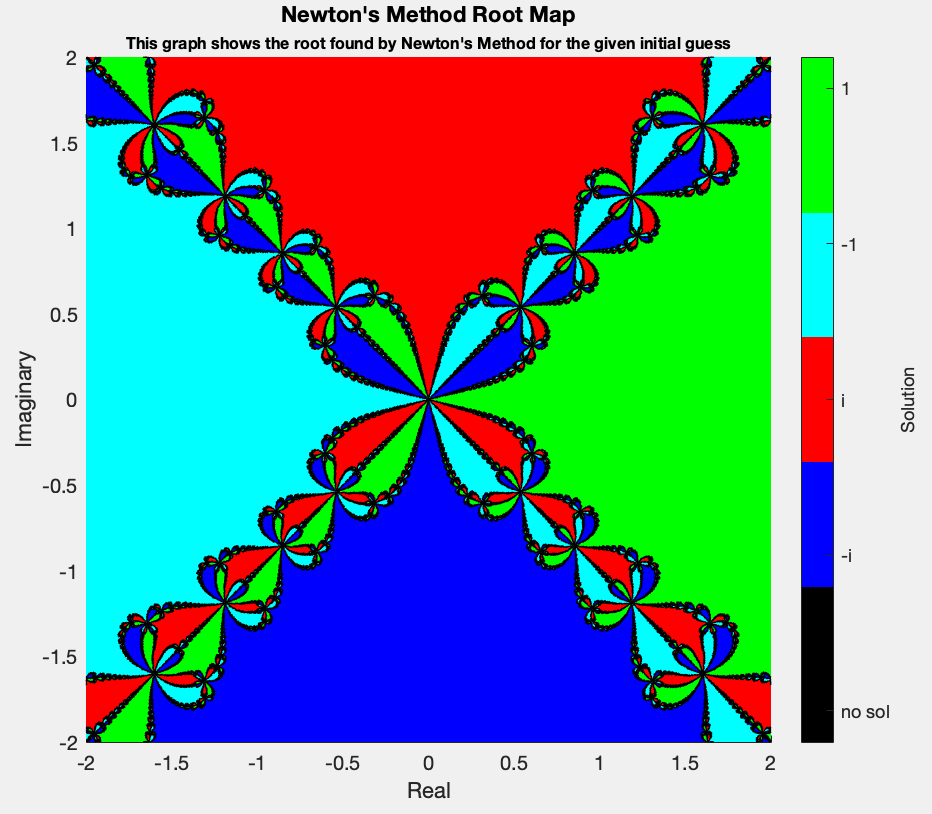 Newton's Method Root Map
This graph shows the root found by Newton's Method for the given initial guess
2
1.5
1
0.5
0
-0.5
-1
-1.5
-2
Imaginary
-2
-1.5
-1
-0.5
0
0.5
1
1.5
2
Real
1
-1
i
-i
no sol
Solution